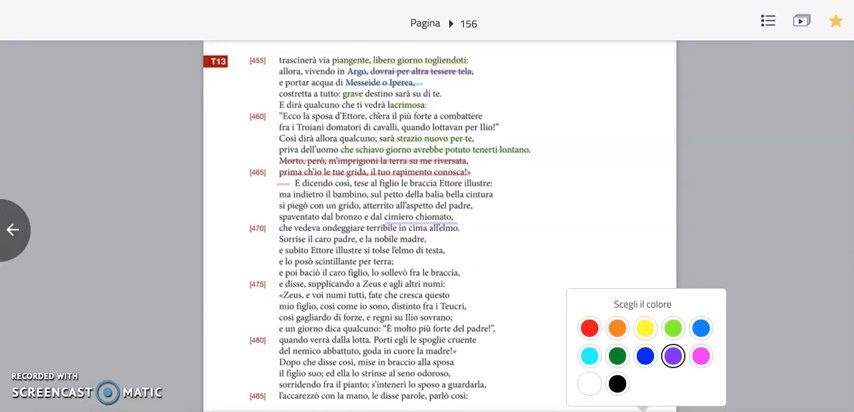 Pagina 156
T13
[455] trascinerà via piangente, libero giorno togliendoti:
allora, vivendo in Argo, dovrai per altra tessere tela,
e portar acqua di Messeide o Iperea,
costretta a tutto: grave destino sarà su di te.
E dirà qualcuno che ti vedrà lacrimosa:
[460] "Ecco la sposa d'Ettore, ch'era il più forte a combattere
fra i Troiani domatori di cavalli, quando lottavan per Ilio!"
Così dirà allora qualcuno; sarà strazio nuovo per te,
priva dell'uomo che schiavo giorno avrebbe potuto tenerti lontano.
Morto, però, m'imprigioni la terra su me riversata,
[465] prima ch'io le tue grida, il tuo rapimento conosca!»
E dicendo così, tese al figlio le braccia Ettore illustre:
ma indietro il bambino, sul petto della balia bella cintura
si piegò con un grido, atterrito all'aspetto del padre,
spaventato dal bronzo e dal cimiero chiomato,
[470] che vedeva ondeggiare terribile in cima all'elmo.
Sorrise il caro padre, e la nobile madre,
e subito Ettore illustre si tolse l'elmo di testa,
e lo posò scintillante per terra;
e poi baciò il caro figlio, lo sollevò fra le braccia,
[475] e disse, supplicando a Zeus e agli altri numi:
«Zeus, e voi numi tutti, fate che cresca questo
mio figlio, così come io sono, distinto fra i Teucri,
così gagliardo di forze, e regni su Ilio sovrano;
e un giorno dica qualcuno: "È molto più forte del padre!",
[480] quando verrà dalla lotta. Porti egli le spoglie cruente
del nemico abbattuto, goda in cuore la madre!»
Dopo che disse così, mise in braccio alla sposa
il figlio suo; ed ella lo strinse al seno odoroso,
sorridendo fra il pianto; s'intenerì lo sposo a guardarla,
[485] l'accarezzò con la mano, le disse parole, parlò così:
Scegli il colore
RECORDED WITH
SCREENCAST MATIC